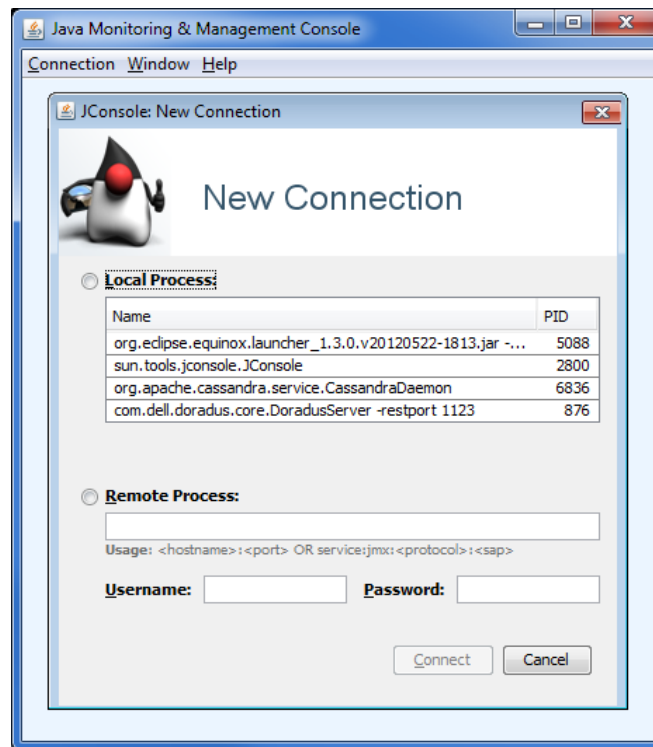 Java Monitoring & Management Console
Connection Window Help
JConsole: New Connection
New Connection
Local Process:
Name PID
org.eclipse.equinox.launcher_1.3.0.v20120522-1813.jar -... 5088
sun.tools.jconsole.JConsole 2800
org.apache.cassandra.service.CassandraDaemon 6836
com.dell.doradus.core.DoradusServer -restport 1123 876
Remote Process:
Usage: <hostname>:<port> OR service:jmx:<protocol>:<sap>
Username: Password:
Connect Cancel